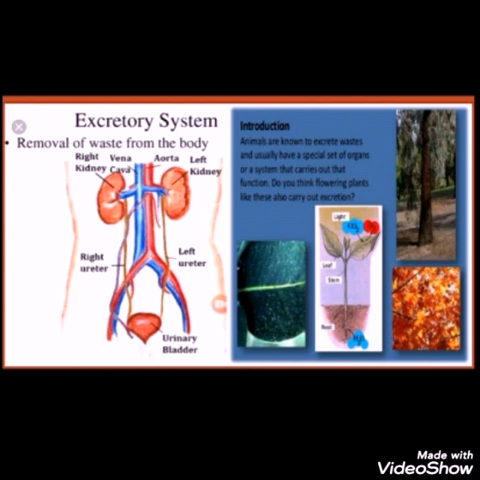 Excretory System
• Removal of waste from the body
Right Kidney
Vena Cava
Aorta
Left Kidney
Right ureter
Left ureter
Urinary Bladder
Introduction
Animals are known to excrete wastes
and usually have a special set of organs
or a system that carries out that
function. Do you think flowering plants
like these also carry out excretion?
Light
CO2
Leaf
Stem
Root
H2O
Made with
VideoShow